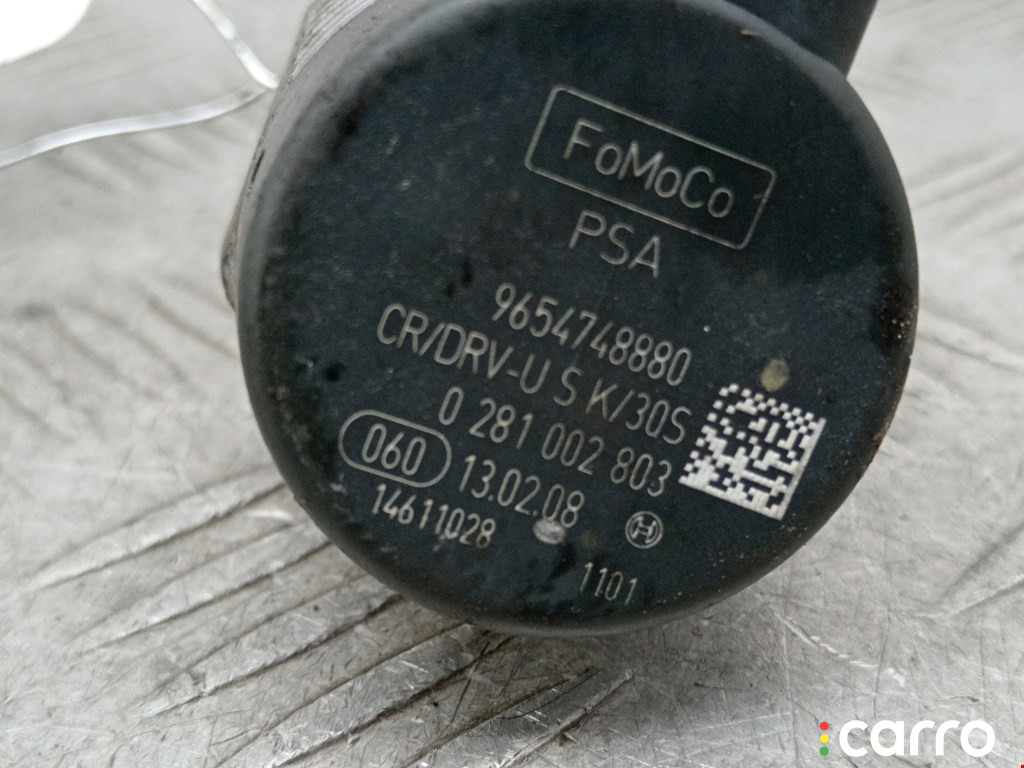 FoMoCo
PSA
9654748880
CR/DRV-U S K/30S
0 281 002 803
060 13.02.08
14611028
1101
carro